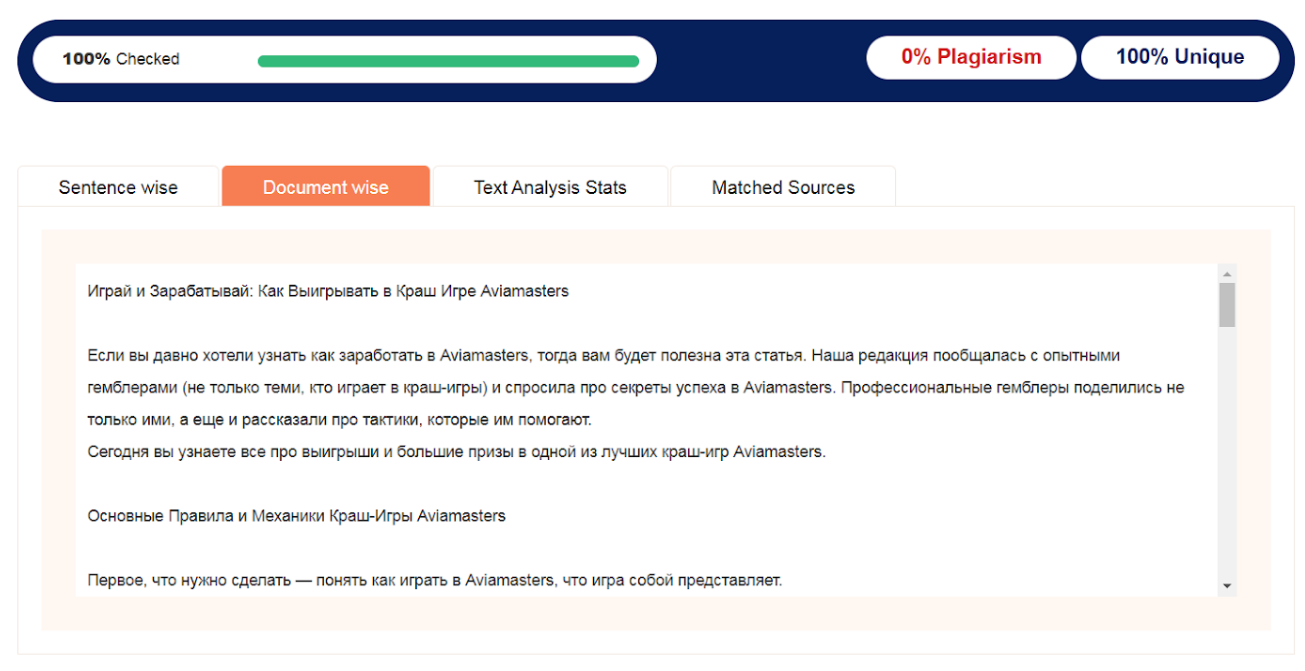 100% Checked
0% Plagiarism
100% Unique
Sentence wise
Document wise
Text Analysis Stats
Matched Sources
Играй и Зарабатывай: Как Выигрывать в Краш Игре Aviamasters
Если вы давно хотели узнать как заработать в Aviamasters, тогда вам будет полезна эта статья. Наша редакция пообщалась с опытными
гемблерами (не только теми, кто играет в краш-игры) и спросила про секреты успеха в Aviamasters. Профессиональные гемблеры поделились не
только ими, а еще и рассказали про тактики, которые им помогают.
Сегодня вы узнаете все про выигрыши и большие призы в одной из лучших краш-игр Aviamasters.
Основные Правила и Механики Краш-Игры Aviamasters
Первое, что нужно сделать — понять как играть в Aviamasters, что игра собой представляет.